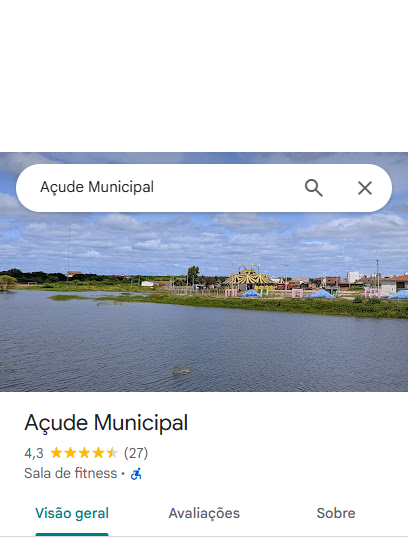 Açude Municipal
Açude Municipal
4,3 (27)
Sala de fitness ·
Visão geral Avaliações Sobre